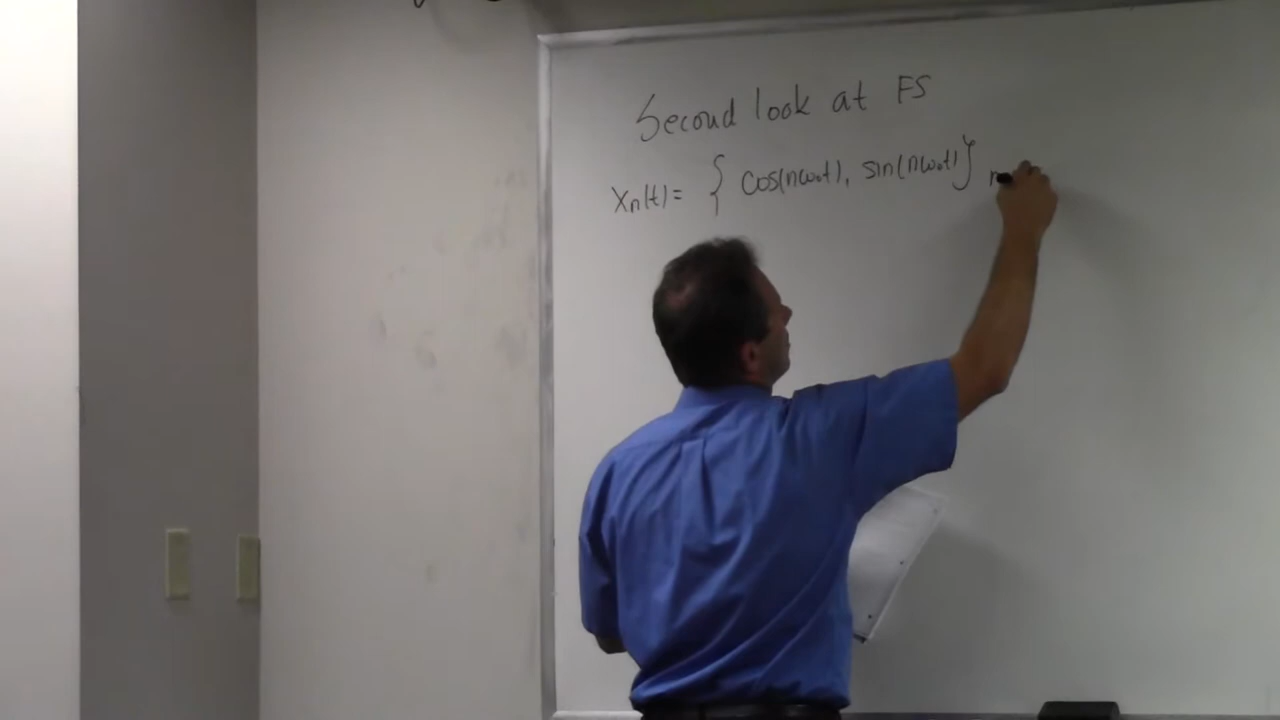 Second look at FS
Xn(t) = { cos(nω₀t), sin(nω₀t) } n